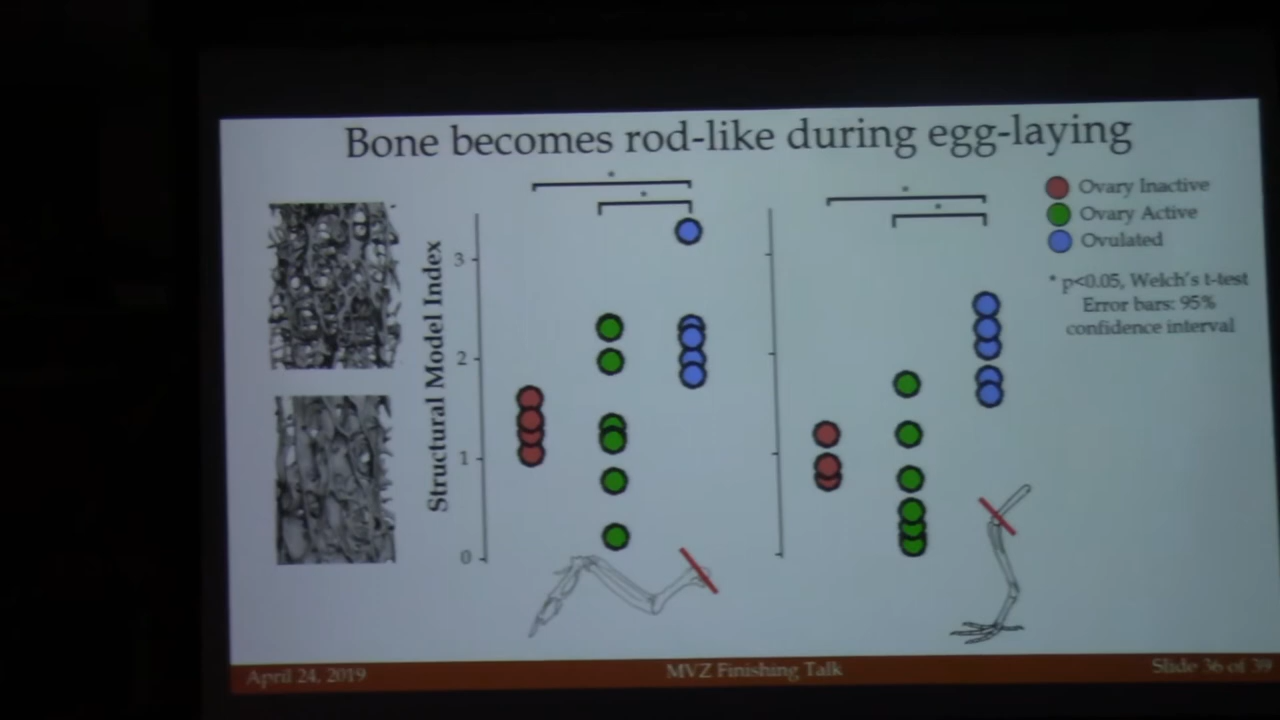 Bone becomes rod-like during egg-laying
Structural Model Index
3
2
1
0
*
*
*
*
Ovary Inactive
Ovary Active
Ovulated
* p<0.05, Welch's t-test
Error bars: 95%
confidence interval
April 24, 2019
MVZ Finishing Talk
Slide 36 of 39